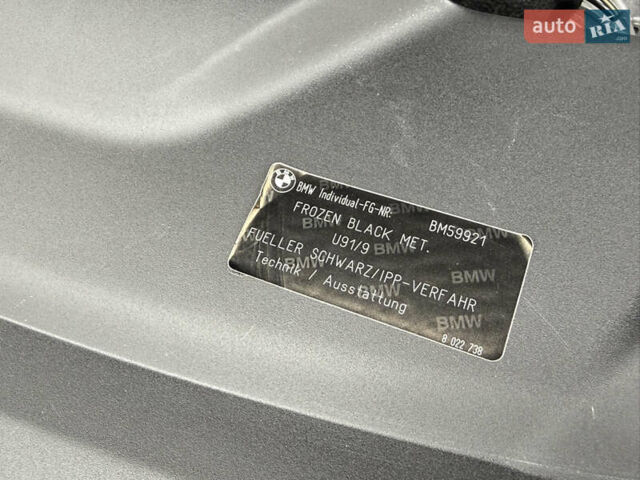 auto RIA.com
BMW Individual-FG-NR: BM59921
FROZEN BLACK MET.
U91/9
FUELLER SCHWARZ/IPP-VERFAHR
Technik / Ausstattung
8 022 738
BMW
BMW
BMW